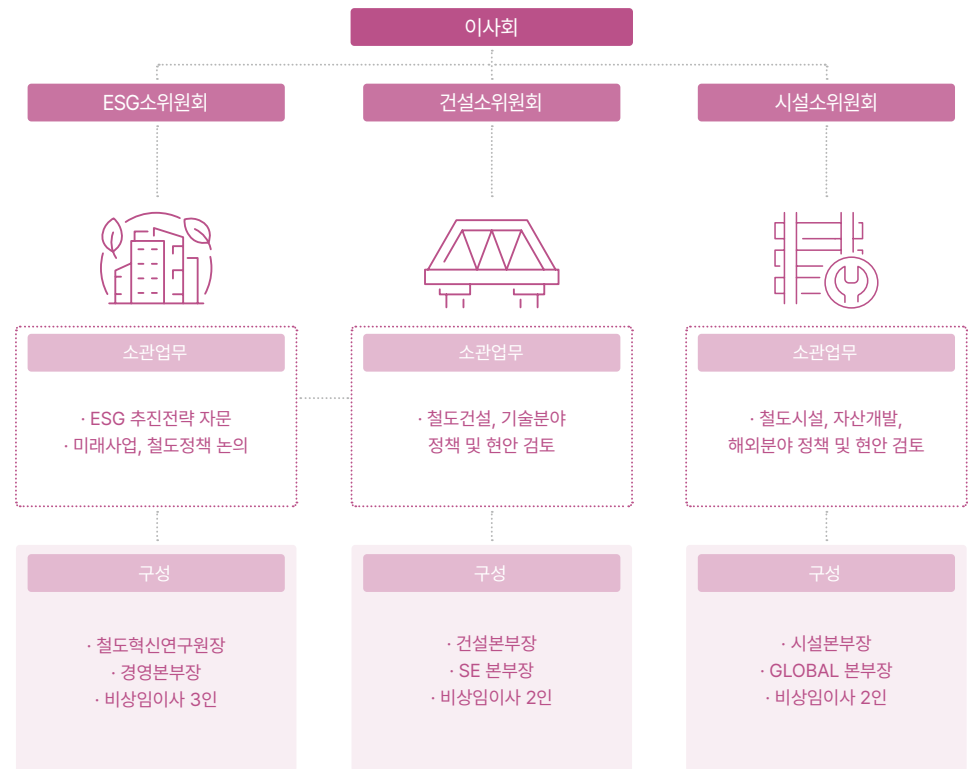 이사회
ESG소위원회
건설소위원회
시설소위원회
소관업무
· ESG 추진전략 자문
· 미래사업, 철도정책 논의
소관업무
· 철도건설, 기술분야
정책 및 현안 검토
소관업무
· 철도시설, 자산개발,
해외분야 정책 및 현안 검토
구성
· 철도혁신연구원장
· 경영본부장
· 비상임이사 3인
구성
· 건설본부장
· SE 본부장
· 비상임이사 2인
구성
· 시설본부장
· GLOBAL 본부장
· 비상임이사 2인